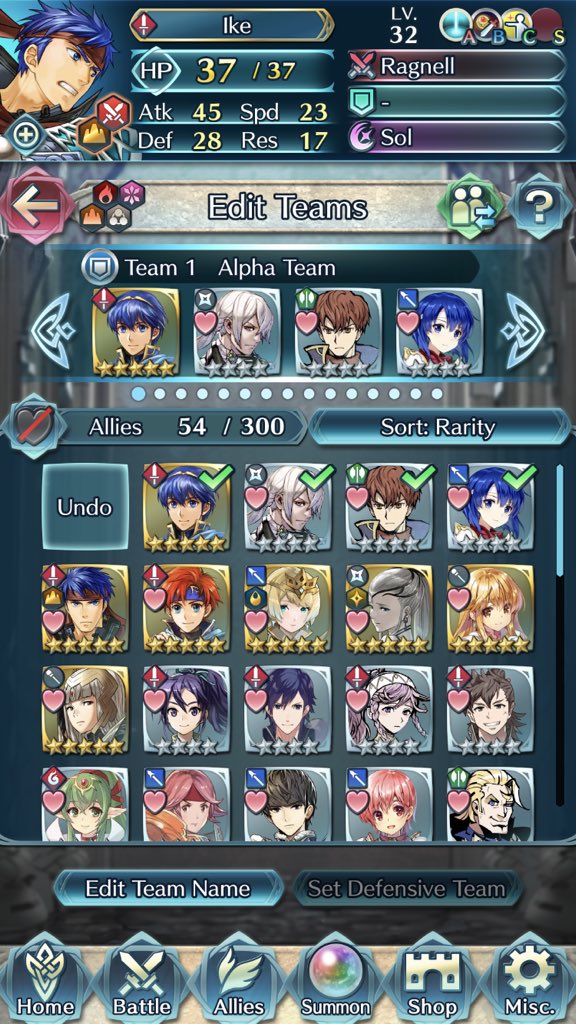 Ike
LV.
32
A B C S
HP 37 / 37
Ragnell
Atk 45 Spd 23
-
Def 28 Res 17
Sol
Edit Teams
?
Team 1 Alpha Team
Allies 54 / 300
Sort: Rarity
Undo
Edit Team Name
Set Defensive Team
Home
Battle
Allies
Summon
Shop
Misc.